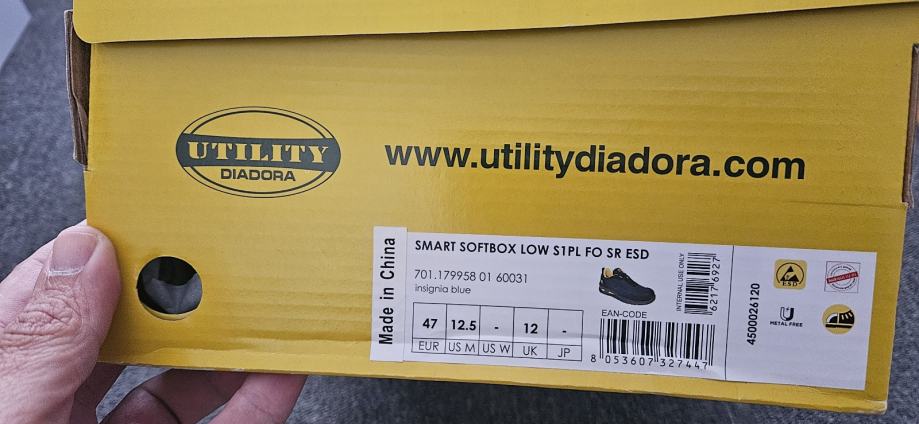 UTILITY
DIADORA
www.utilitydiadora.com
Made in China
SMART SOFTBOX LOW S1PL FO SR ESD
701.179958 01 60031
insignia blue
47 12.5 - 12 -
EUR US M US W UK JP
EAN-CODE
8 053607 327447
INTERNAL USE ONLY
6217 6927
4500026120
ESD
METAL FREE